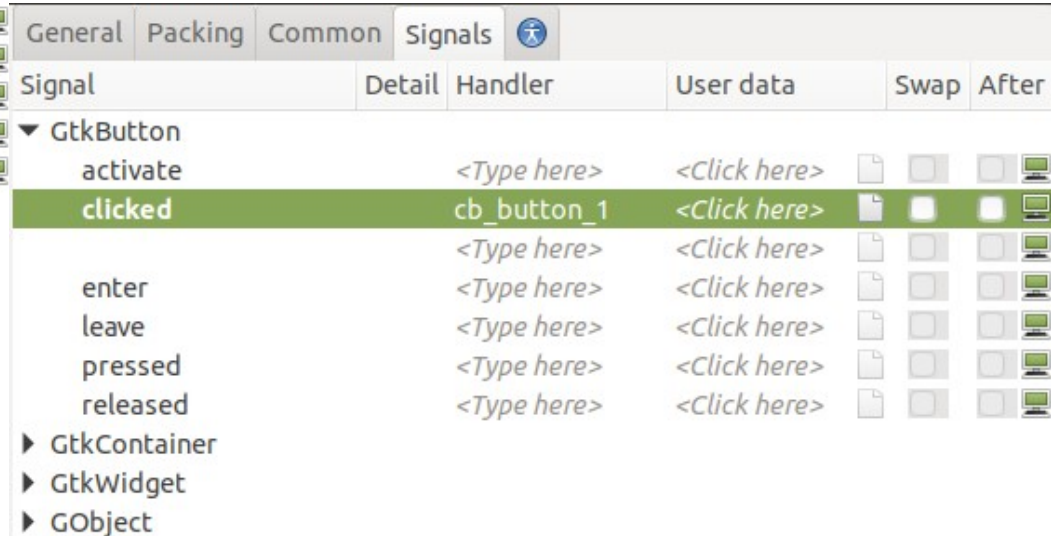 General Packing Common Signals
Signal Detail Handler User data Swap After
GtkButton
activate <Type here> <Click here>
clicked cb_button_1 <Click here>
<Type here> <Click here>
enter <Type here> <Click here>
leave <Type here> <Click here>
pressed <Type here> <Click here>
released <Type here> <Click here>
GtkContainer
GtkWidget
GObject